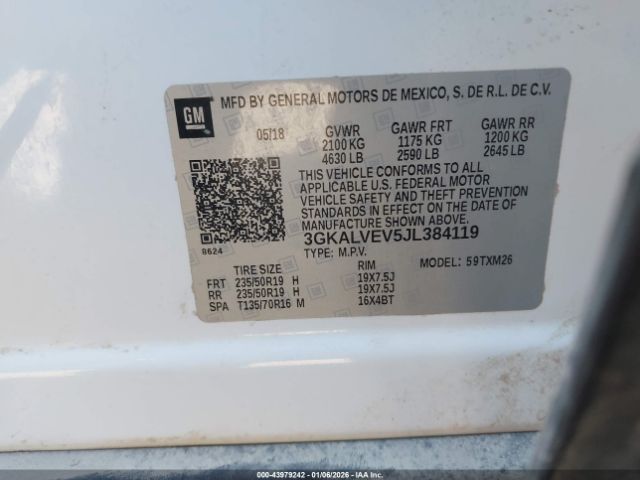 GM
MFD BY GENERAL MOTORS DE MEXICO, S. DE R.L. DE C.V.
05/18 GVWR GAWR FRT GAWR RR
2100 KG 1175 KG 1200 KG
4630 LB 2590 LB 2645 LB
THIS VEHICLE CONFORMS TO ALL
APPLICABLE U.S. FEDERAL MOTOR
VEHICLE SAFETY AND THEFT PREVENTION
STANDARDS IN EFFECT ON THE DATE OF
MANUFACTURE SHOWN ABOVE.
8624 3GKALVEV5JL384119
TYPE: M.P.V. MODEL: 59TXM26
TIRE SIZE RIM
FRT 235/50R19 H 19X7.5J
RR 235/50R19 H 19X7.5J
SPA T135/70R16 M 16X4BT
000-43979242 | 01/06/2026 | IAA Inc.